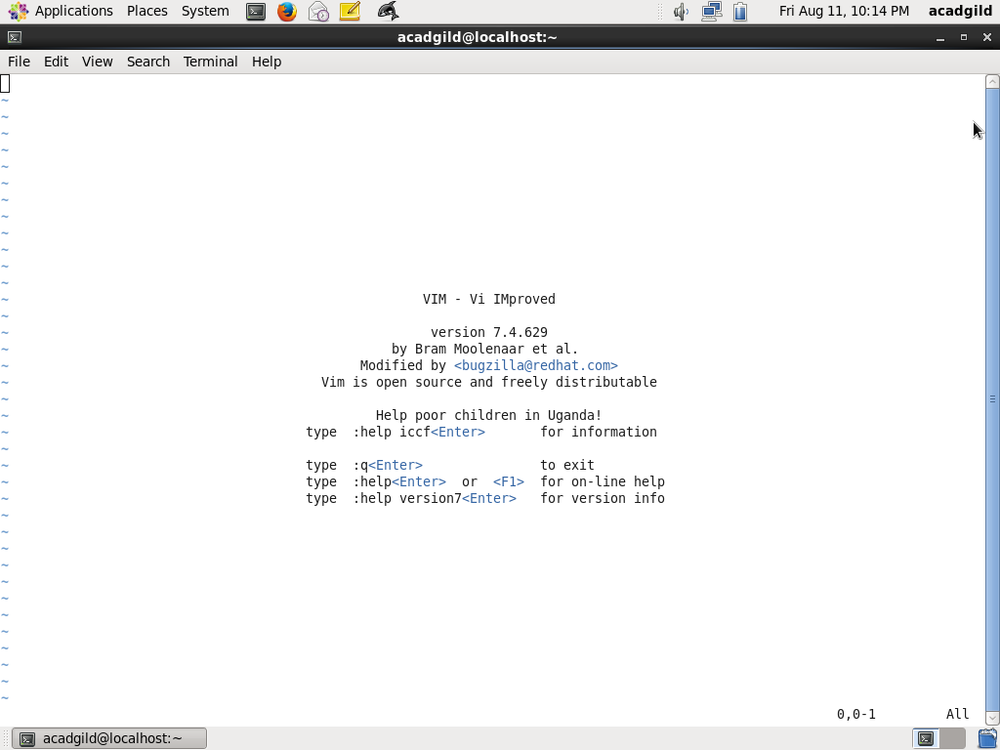 Applications Places System Fri Aug 11, 10:14 PM acadgild
acadgild@localhost:~
File Edit View Search Terminal Help
~
~
~
~
~
~
~
~
~
~
~
~
~ VIM - Vi IMproved
~
~ version 7.4.629
~ by Bram Moolenaar et al.
~ Modified by <bugzilla@redhat.com>
~ Vim is open source and freely distributable
~
~ Help poor children in Uganda!
~ type :help iccf<Enter> for information
~
~ type :q<Enter> to exit
~ type :help<Enter> or <F1> for on-line help
~ type :help version7<Enter> for version info
~
~
~
~
~
~
~
~
~
~
~
~
0,0-1 All
acadgild@localhost:~